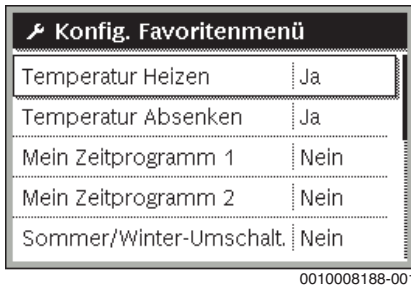 Konfig. Favoritenmenü
Temperatur Heizen Ja
Temperatur Absenken Ja
Mein Zeitprogramm 1 Nein
Mein Zeitprogramm 2 Nein
Sommer/Winter-Umschalt. Nein
0010008188-001